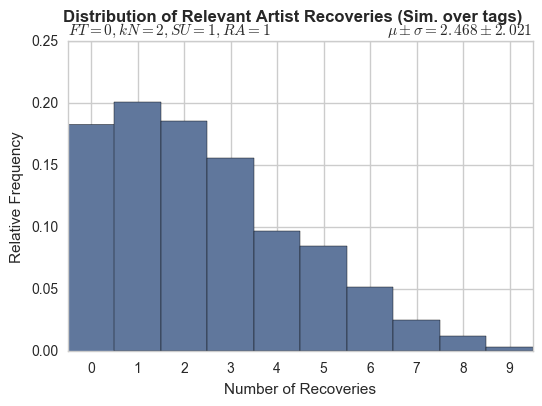 Distribution of Relevant Artist Recoveries (Sim. over tags)
FT = 0, kN = 2, SU = 1, RA = 1 μ ± σ = 2.468 ± 2.021
0.25
0.20
0.15
0.10
0.05
0.00
Relative Frequency
0 1 2 3 4 5 6 7 8 9
Number of Recoveries